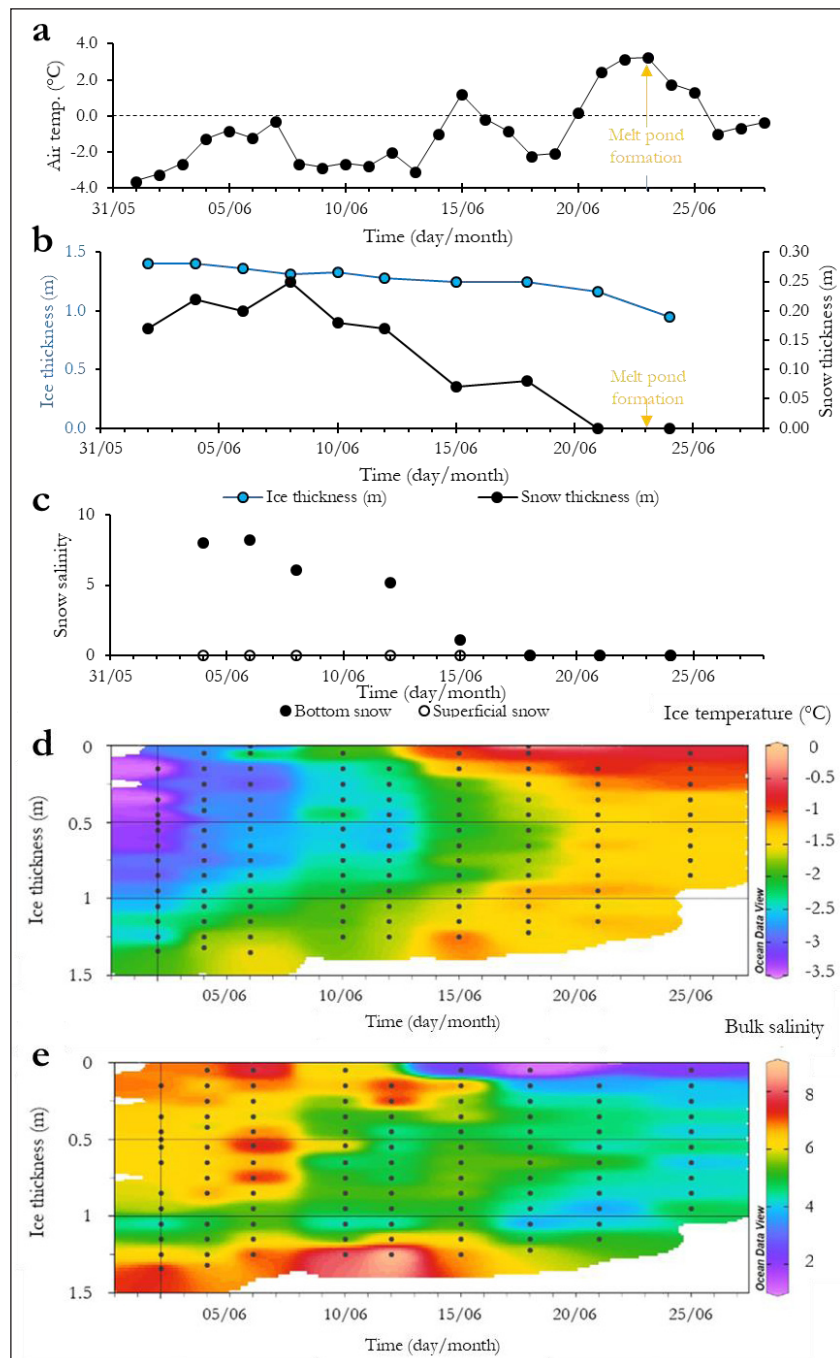 a
4.0
2.0
0.0
-2.0
-4.0
Air temp. (°C)
Melt pond
formation
31/05 05/06 10/06 15/06 20/06 25/06
Time (day/month)
b
1.5
1.0
0.5
0.0
Ice thickness (m)
0.30
0.25
0.20
0.15
0.10
0.05
0.00
Snow thickness (m)
Melt pond
formation
31/05 05/06 10/06 15/06 20/06 25/06
Time (day/month)
Ice thickness (m) Snow thickness (m)
c
10
5
0
Snow salinity
31/05 05/06 10/06 15/06 20/06 25/06
Time (day/month)
Bottom snow Superficial snow
Ice temperature (°C)
d
0
0.5
1
1.5
Ice thickness (m)
0
-0.5
-1
-1.5
-2
-2.5
-3
-3.5
Ocean Data View
05/06 10/06 15/06 20/06 25/06
Time (day/month)
Bulk salinity
e
0
0.5
1
1.5
Ice thickness (m)
8
6
4
2
Ocean Data View
05/06 10/06 15/06 20/06 25/06
Time (day/month)